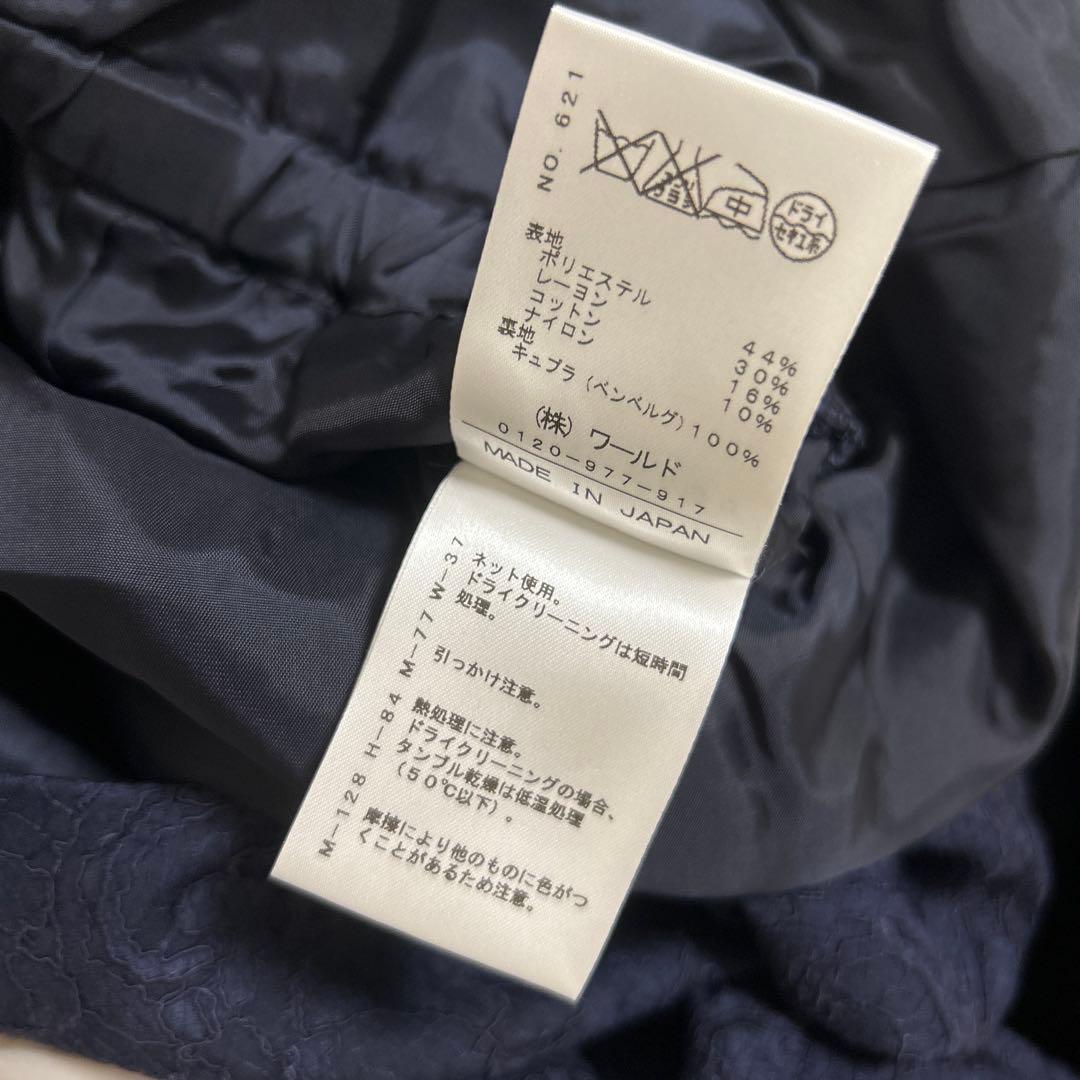 NO. 621
エンソ
サラシ
中
ドライ
セキユ系
表地
ポリエステル 44%
レーヨン 30%
コットン 16%
ナイロン 10%
裏地
キュプラ (ベンベルグ) 100%
(株) ワールド
0120-977-917
MADE IN JAPAN
ネット使用。
ドライクリーニングは短時間
処理。
引っかけ注意。
熱処理に注意。
ドライクリーニングの場合、
タンブル乾燥は低温処理
(50℃以下)。
摩擦により他のものに色がつ
くことがあるため注意。
M-128 H-84 M-77 W-37